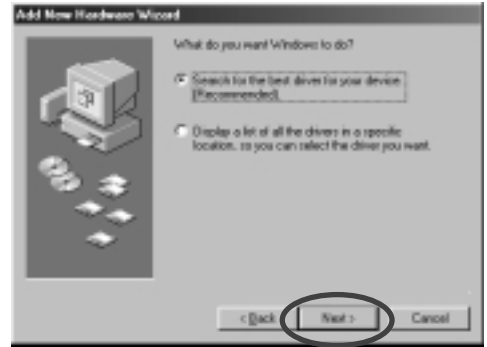 Add New Hardware Wizard
What do you want Windows to do?
Search for the best driver for your device.
(Recommended).
Display a list of all the drivers in a specific
location, so you can select the driver you want.
< Back
Next >
Cancel